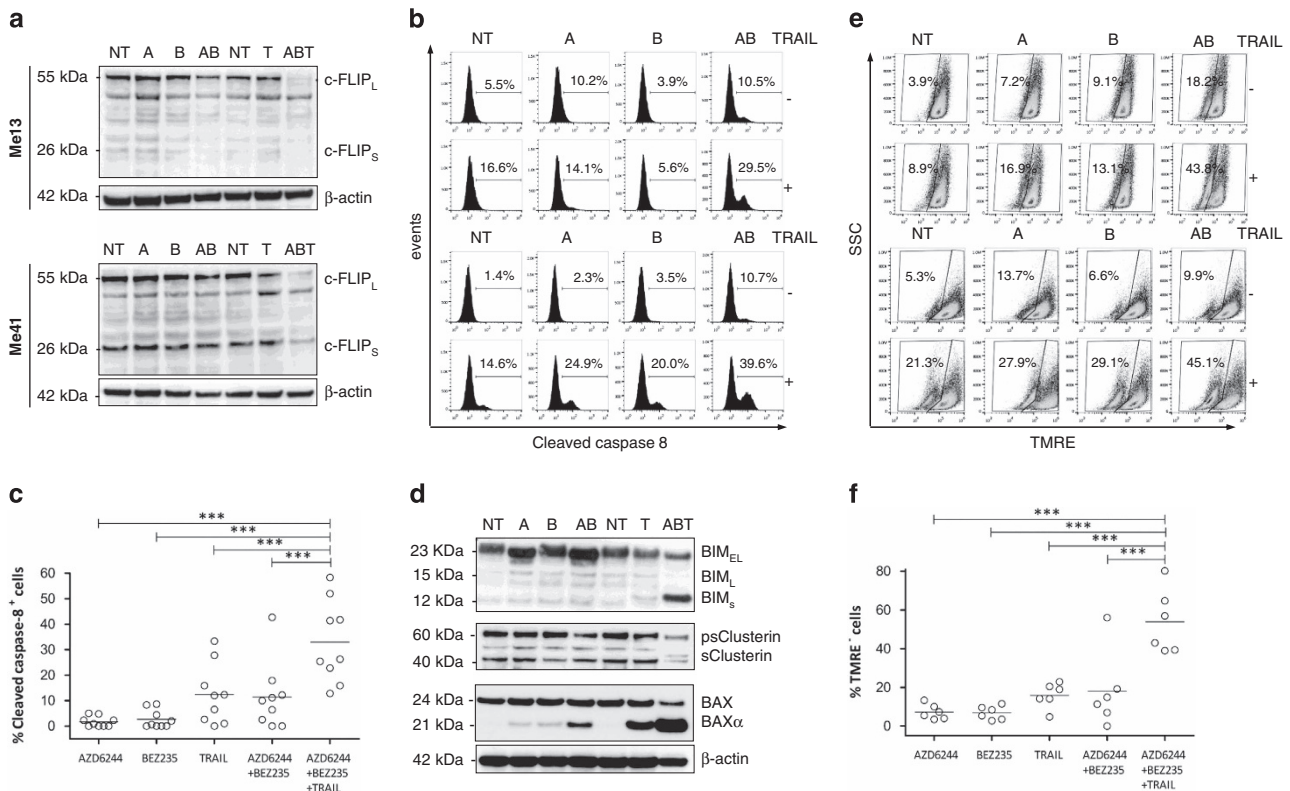 a
NT A B AB NT T ABT
Me13
55 kDa
c-FLIPL
26 kDa
c-FLIPS
42 kDa
β-actin
Me41
55 kDa
c-FLIPL
26 kDa
c-FLIPS
42 kDa
β-actin
b
NT A B AB TRAIL
5.5% 10.2% 3.9% 10.5% -
16.6% 14.1% 5.6% 29.5% +
NT A B AB TRAIL
1.4% 2.3% 3.5% 10.7% -
14.6% 24.9% 20.0% 39.6% +
events
Cleaved caspase 8
e
NT A B AB TRAIL
3.9% 7.2% 9.1% 18.2% -
8.9% 16.9% 13.1% 43.8% +
NT A B AB TRAIL
5.3% 13.7% 6.6% 9.9% -
21.3% 27.9% 29.1% 45.1% +
SSC
TMRE
c
***
***
***
***
% Cleaved caspase-8+ cells
60
50
40
30
20
10
0
AZD6244 BEZ235 TRAIL AZD6244 AZD6244
+BEZ235 +BEZ235
+TRAIL
d
NT A B AB NT T ABT
23 KDa
BIMEL
15 kDa
BIML
12 kDa
BIMs
60 kDa
psClusterin
sClusterin
40 kDa
24 kDa
BAX
21 kDa
BAXα
42 kDa
β-actin
f
***
***
***
***
% TMRE- cells
80
60
40
20
0
AZD6244 BEZ235 TRAIL AZD6244 AZD6244
+BEZ235 +BEZ235
+TRAIL